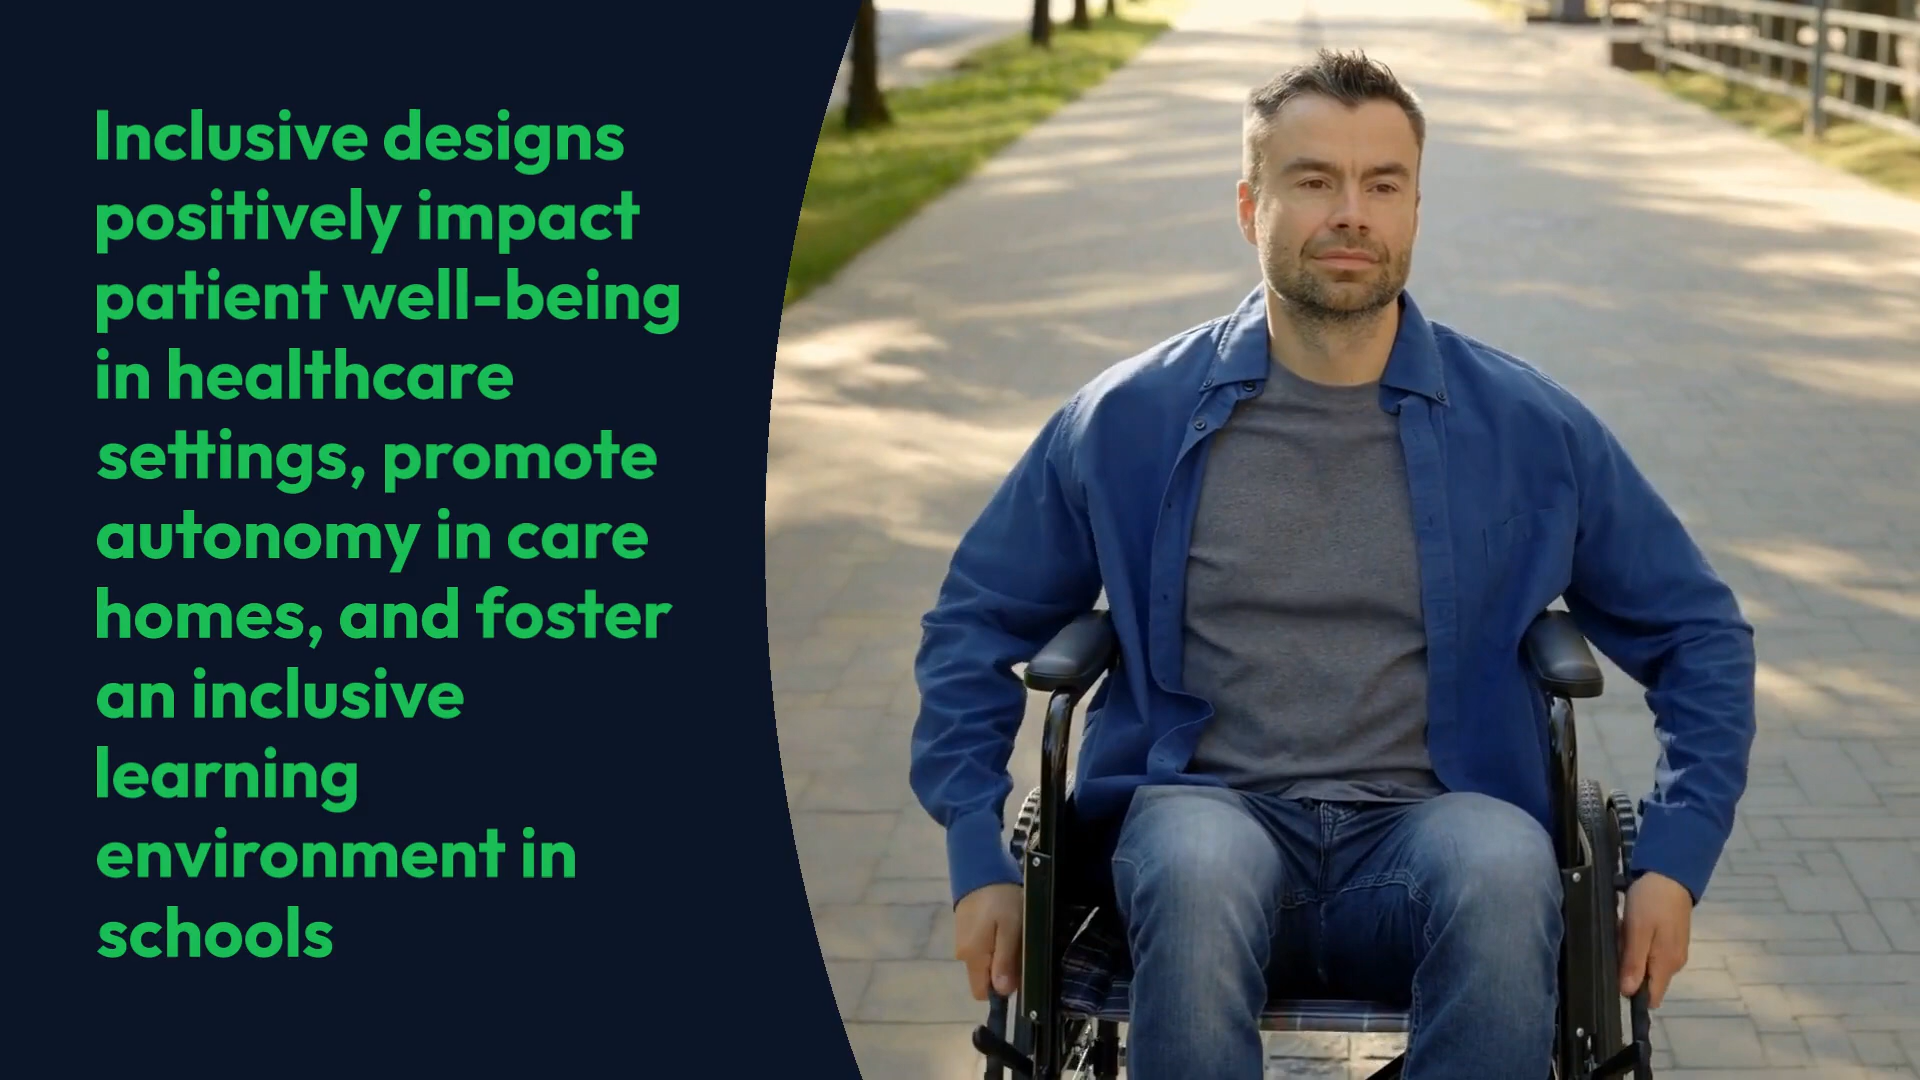 Inclusive designs
positively impact
patient well-being
in healthcare
settings, promote
autonomy in care
homes, and foster
an inclusive
learning
environment in
schools